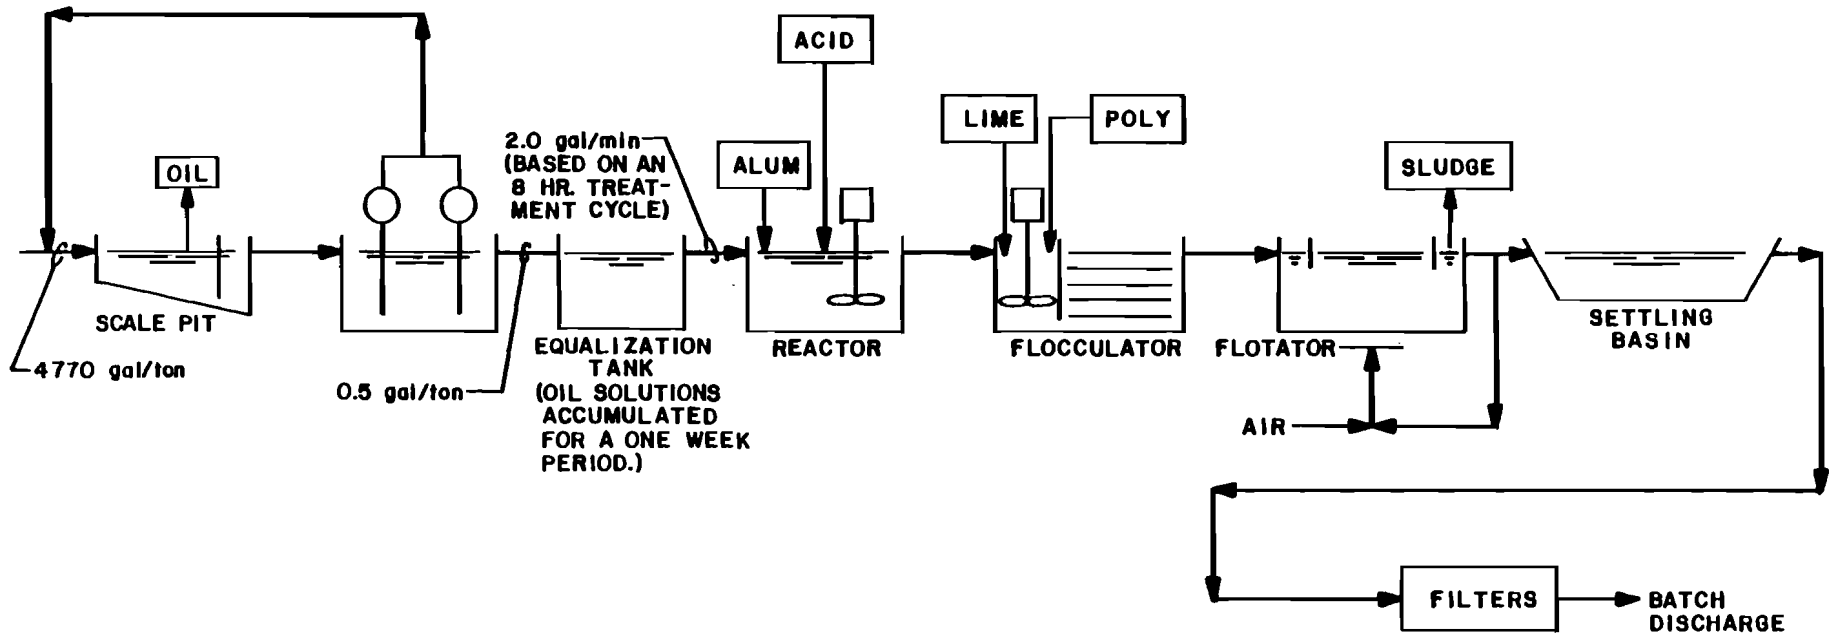 ACID
LIME
POLY
2.0 gal/min
(BASED ON AN
8 HR. TREAT-
MENT CYCLE)
ALUM
OIL
SLUDGE
SCALE PIT
4770 gal/ton
0.5 gal/ton
EQUALIZATION
TANK
(OIL SOLUTIONS
ACCUMULATED
FOR A ONE WEEK
PERIOD.)
REACTOR
FLOCCULATOR
FLOTATOR
AIR
SETTLING
BASIN
FILTERS
BATCH
DISCHARGE